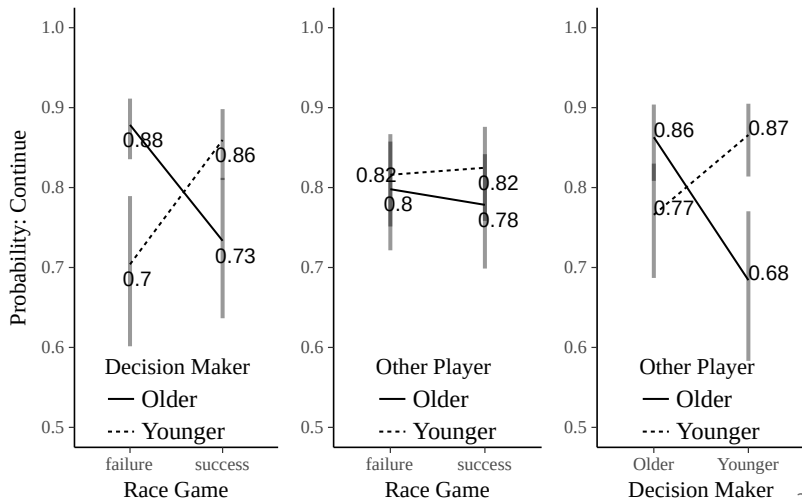 Probability: Continue
1.0
0.9
0.8
0.7
0.6
0.5
0.88
0.86
0.7
0.73
Decision Maker
Older
Younger
failure
success
Race Game
1.0
0.9
0.8
0.7
0.6
0.5
0.82
0.82
0.8
0.78
Other Player
Older
Younger
failure
success
Race Game
1.0
0.9
0.8
0.7
0.6
0.5
0.86
0.87
0.77
0.68
Other Player
Older
Younger
Older
Younger
Decision Maker